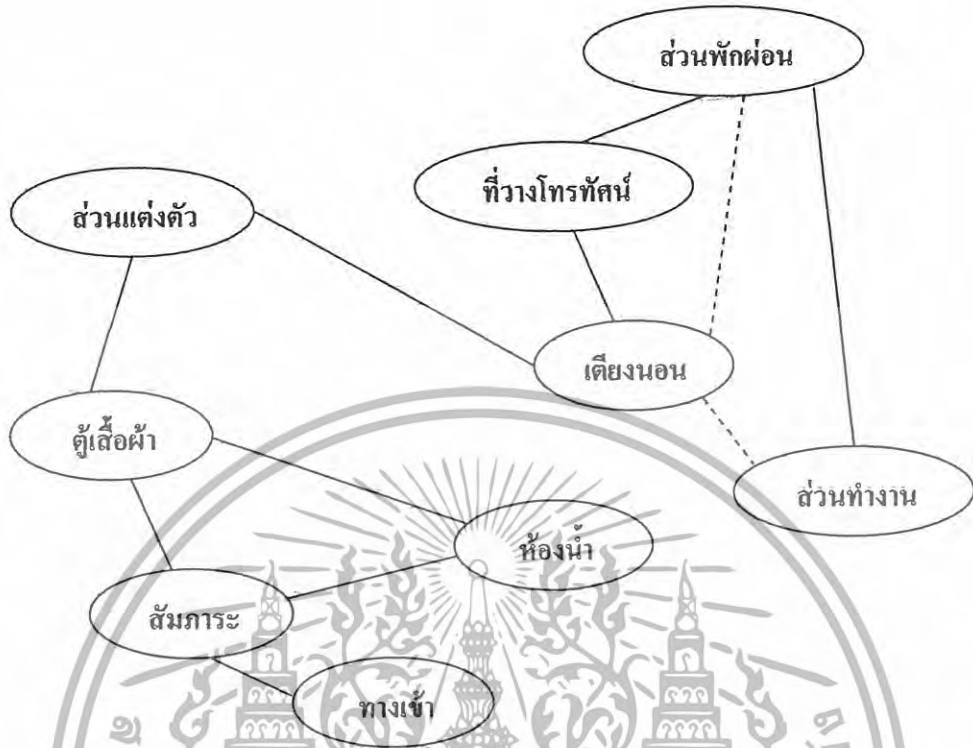 ส่วนพักผ่อน
ที่วางโทรทัศน์
ส่วนแต่งตัว
เตียงนอน
ตู้เสื้อผ้า
ส่วนทำงาน
ห้องน้ำ
สัมภาระ
ทางเข้า